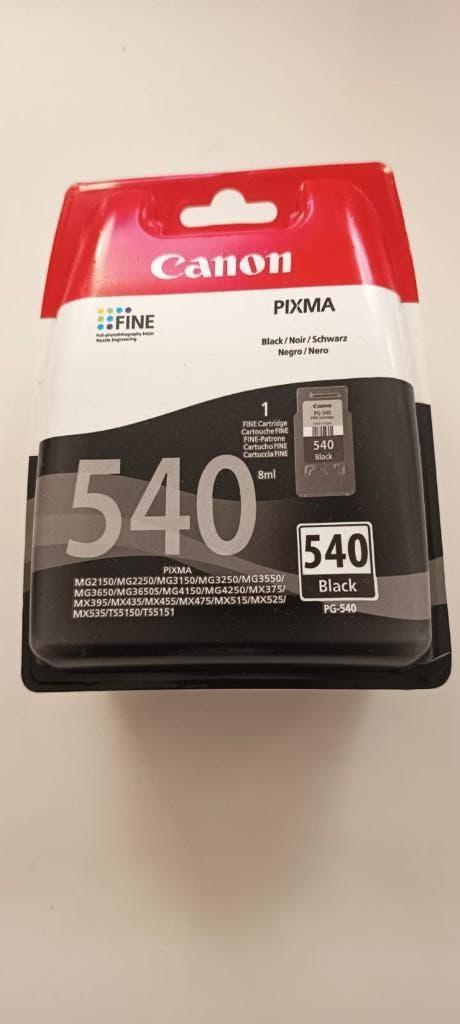 Canon
FINE
Full-photolithography Inkjet
Nozzle Engineering
PIXMA
Black / Noir / Schwarz
Negro / Nero
1
FINE Cartridge
Cartouche FINE
FINE-Patrone
Cartucho FINE
Cartuccia FINE
8ml
Canon
PG-540
540
Black
540
540
Black
PG-540
PIXMA
MG2150/MG2250/MG3150/MG3250/MG3550/
MG3650/MG3650S/MG4150/MG4250/MX375/
MX395/MX435/MX455/MX475/MX515/MX525/
MX535/TS5150/TS5151